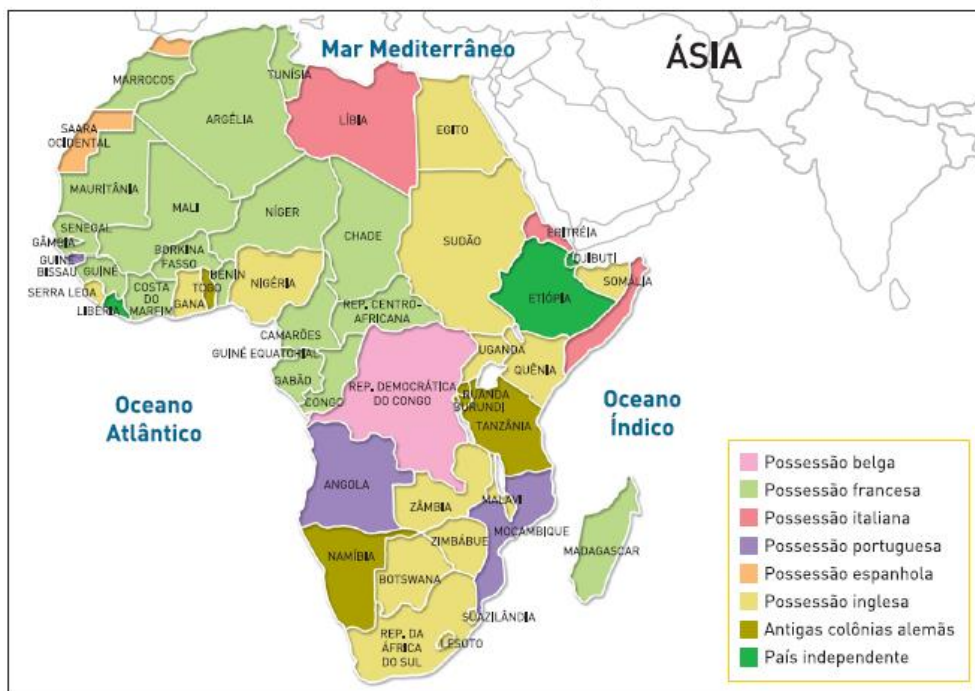 Mar Mediterrâneo
ÁSIA
MARROCOS
TUNÍSIA
ARGÉLIA
LÍBIA
EGITO
SAARA
OCIDENTAL
MAURITÂNIA
MALI
NÍGER
CHADE
SUDÃO
ERITRÉIA
DJIBUTI
SENEGAL
GÂMBIA
GUINÉ
BISSAU
GUINÉ
BORKINA
FASSO
BÊNIN
NIGÉRIA
SERRA LEOA
LIBÉRIA
COSTA
DO
MARFIM
GANA
TOGO
CAMARÕES
REP. CENTRO-
AFRICANA
ETIÓPIA
SOMÁLIA
GUINÉ EQUATORIAL
GABÃO
CONGO
REP. DEMOCRÁTICA
DO CONGO
UGANDA
QUÊNIA
RUANDA
BURUNDI
TANZÂNIA
Oceano
Atlântico
Oceano
Índico
ANGOLA
ZÂMBIA
MALAVI
MOÇAMBIQUE
MADAGASCAR
NAMÍBIA
ZIMBÁBUE
BOTSWANA
SUAZILÂNDIA
LESOTO
REP. DA
ÁFRICA
DO SUL
Possessão belga
Possessão francesa
Possessão italiana
Possessão portuguesa
Possessão espanhola
Possessão inglesa
Antigas colônias alemãs
País independente